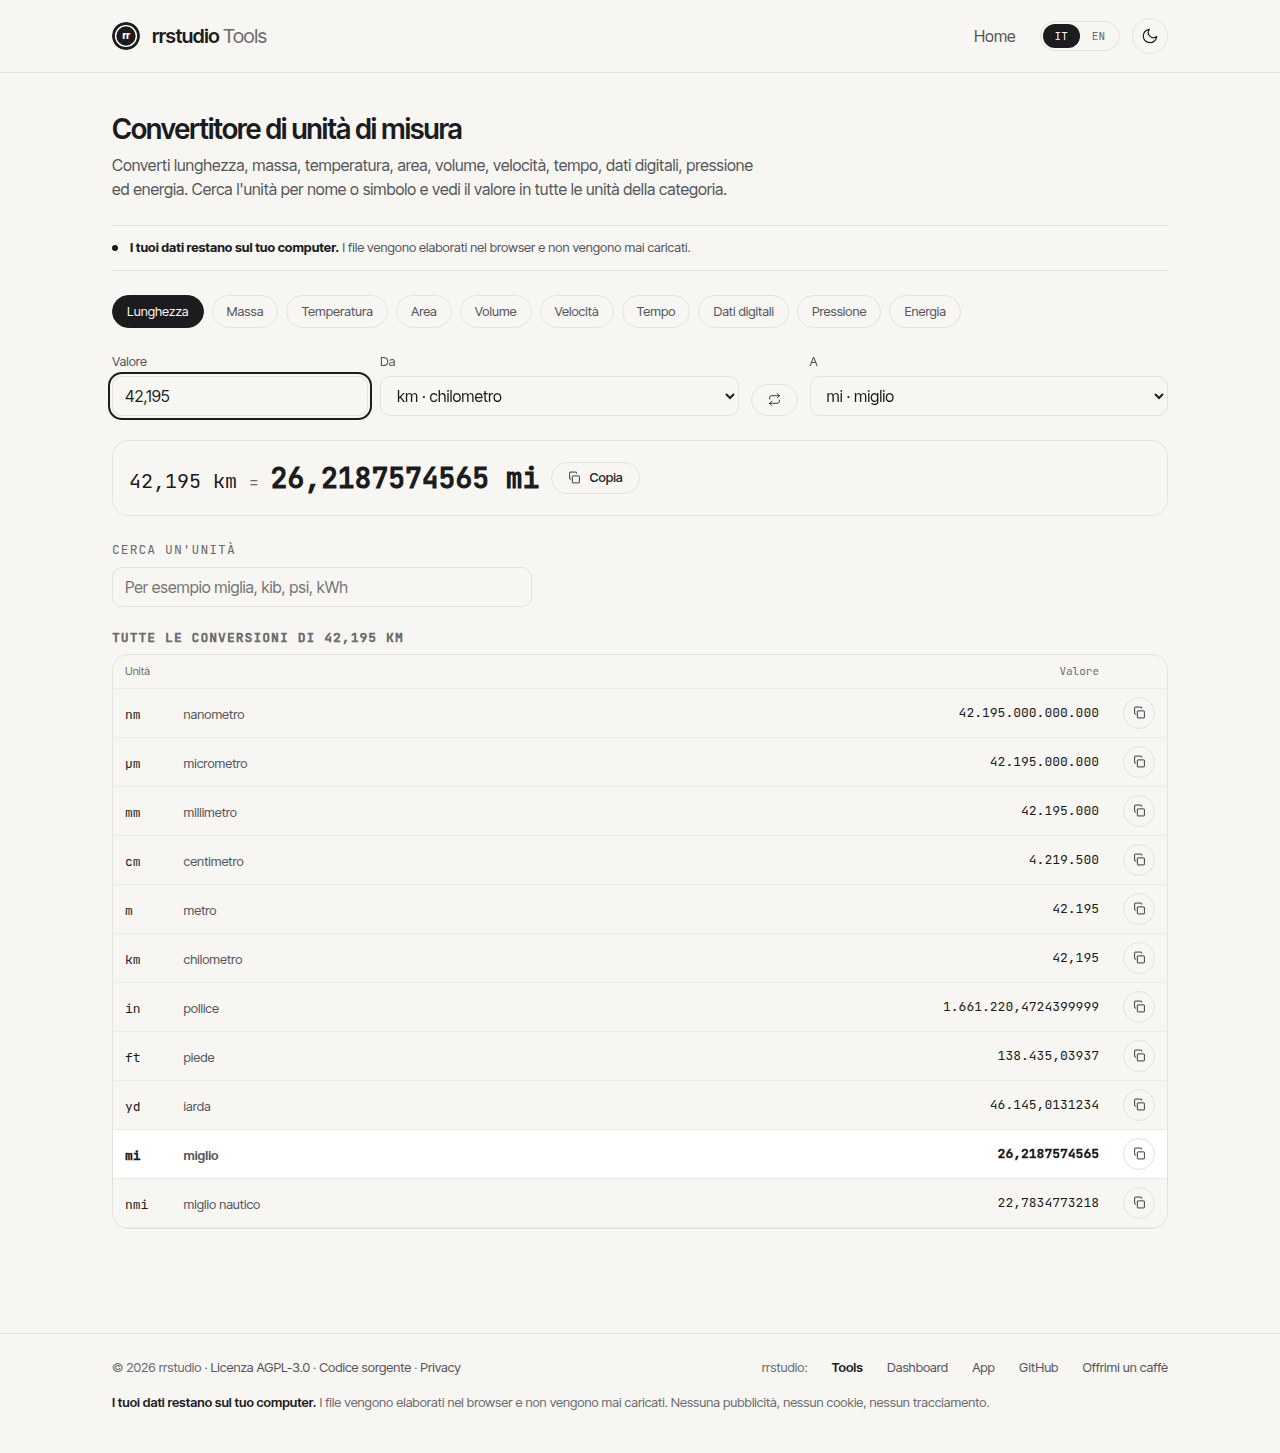 rr rrstudio Tools
Home
IT EN
Convertitore di unità di misura
Converti lunghezza, massa, temperatura, area, volume, velocità, tempo, dati digitali, pressione
ed energia. Cerca l'unità per nome o simbolo e vedi il valore in tutte le unità della categoria.
I tuoi dati restano sul tuo computer. I file vengono elaborati nel browser e non vengono mai caricati.
Lunghezza Massa Temperatura Area Volume Velocità Tempo Dati digitali Pressione Energia
Valore Da A
42,195 km · chilometro mi · miglio
42,195 km = 26,2187574565 mi Copia
CERCA UN'UNITÀ
Per esempio miglia, kib, psi, kWh
TUTTE LE CONVERSIONI DI 42,195 KM
Unità Valore
nm nanometro 42.195.000.000.000
µm micrometro 42.195.000.000
mm millimetro 42.195.000
cm centimetro 4.219.500
m metro 42.195
km chilometro 42,195
in pollice 1.661.220,4724399999
ft piede 138.435,03937
yd iarda 46.145,0131234
mi miglio 26,2187574565
nmi miglio nautico 22,7834773218
© 2026 rrstudio · Licenza AGPL-3.0 · Codice sorgente · Privacy
rrstudio: Tools Dashboard App GitHub Offrimi un caffè
I tuoi dati restano sul tuo computer. I file vengono elaborati nel browser e non vengono mai caricati. Nessuna pubblicità, nessun cookie, nessun tracciamento.